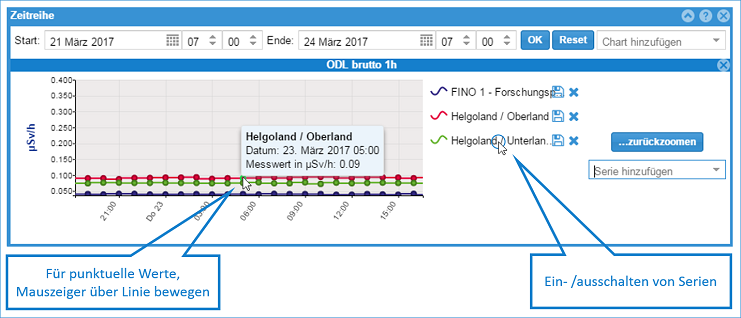 Zeitreihe
Start: 21 März 2017 07 00 Ende: 24 März 2017 07 00 OK Reset Chart hinzufügen
ODL brutto 1h
µSv/h
0.400
0.350
0.300
0.250
0.200
0.150
0.100
0.050
21:00
Do 23
03:00
06:00
09:00
12:00
15:00
Helgoland / Oberland
Datum: 23. März 2017 05:00
Messwert in µSv/h: 0.09
FINO 1 - Forschungsp
Helgoland / Oberland
Helgoland / Unterlan...
...zurückzoomen
Serie hinzufügen
Für punktuelle Werte,
Mauszeiger über Linie bewegen
Ein- /ausschalten von Serien